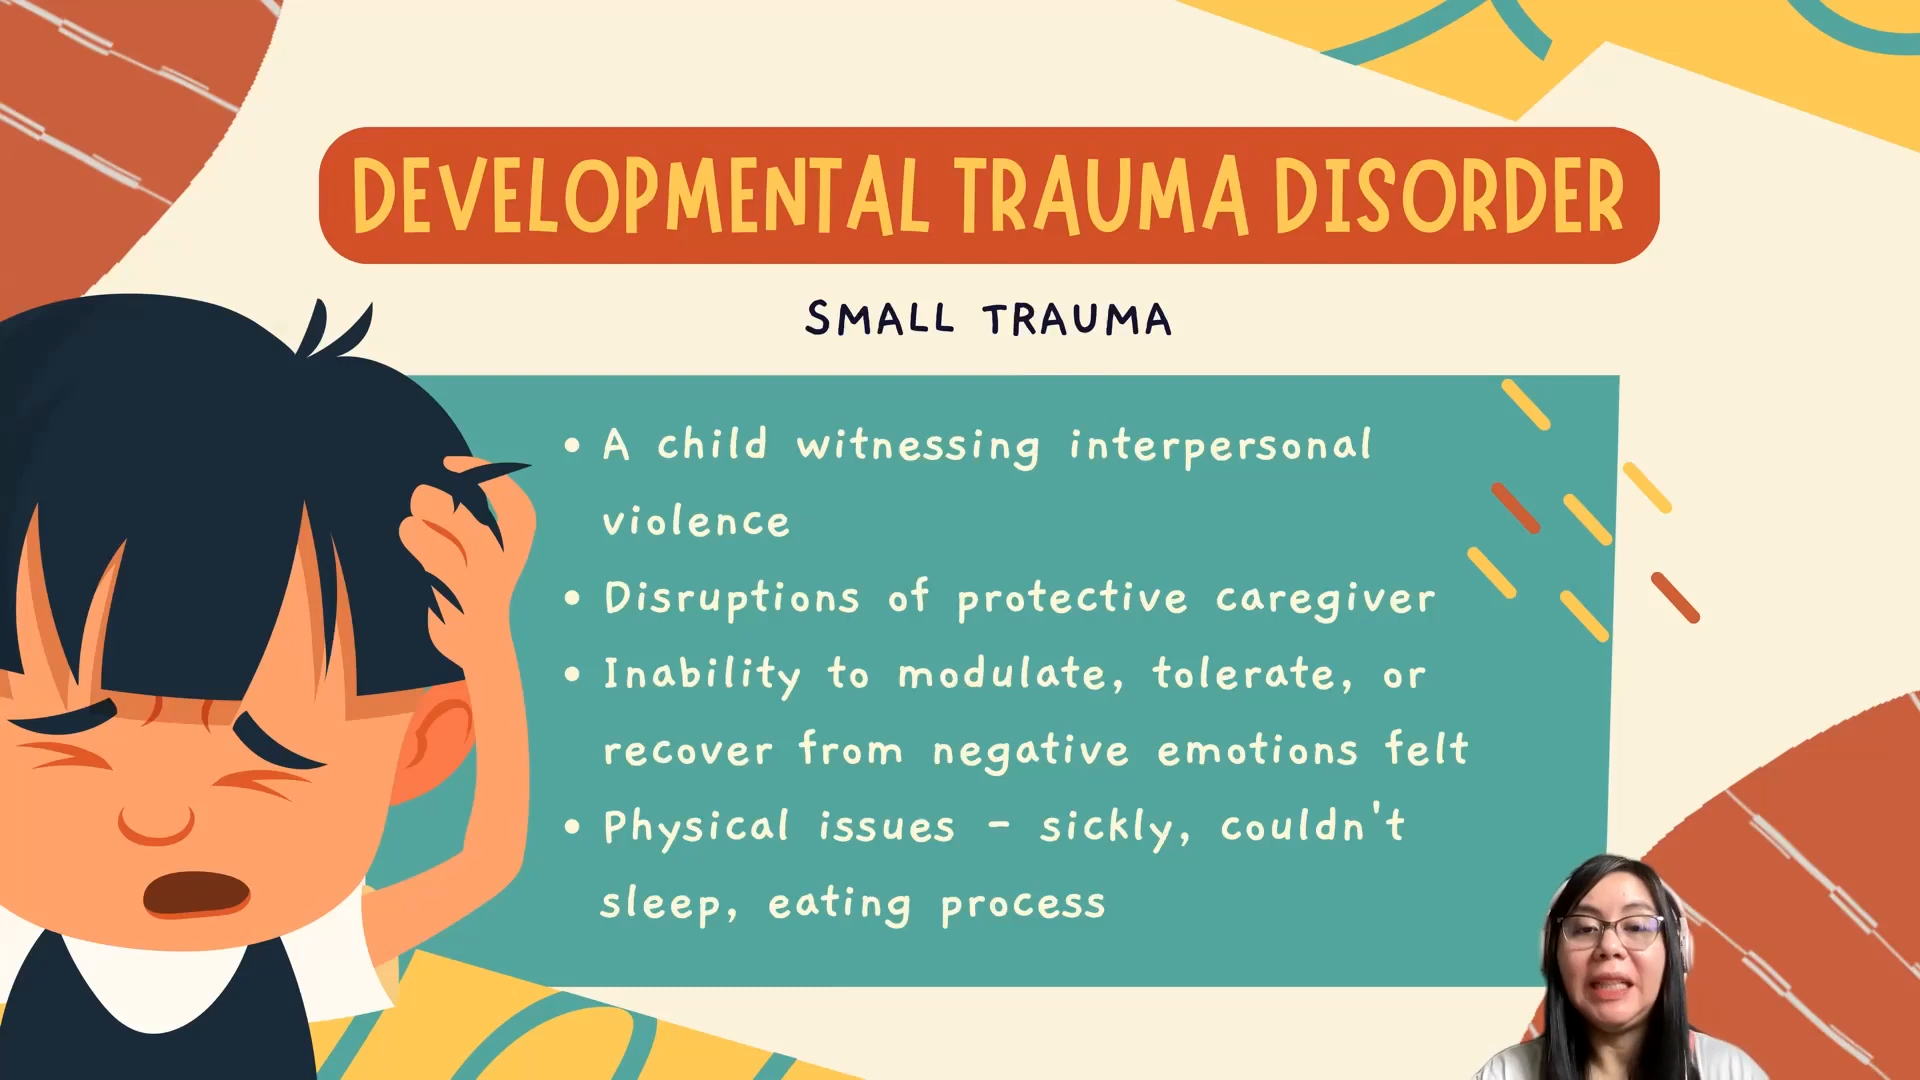 DEVELOPMENTAL TRAUMA DISORDER
SMALL TRAUMA
• A child witnessing interpersonal
violence
• Disruptions of protective caregiver
• Inability to modulate, tolerate, or
recover from negative emotions felt
• Physical issues - sickly, couldn't
sleep, eating process